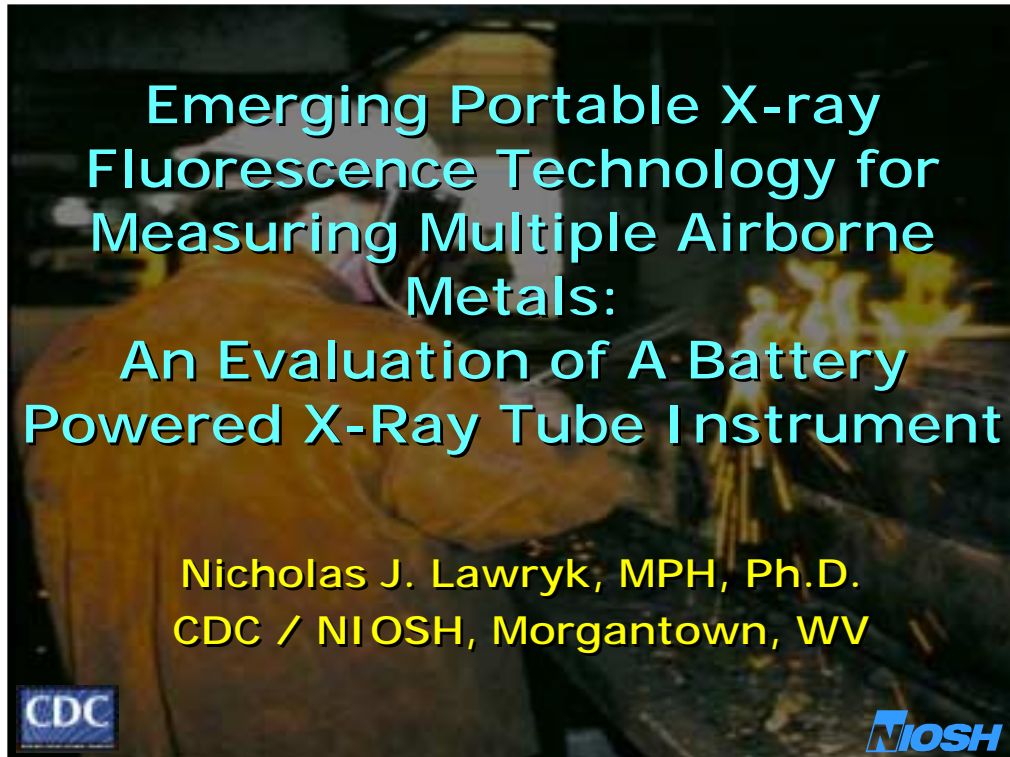 Emerging Portable X-ray
Fluorescence Technology for
Measuring Multiple Airborne
Metals:
An Evaluation of A Battery
Powered X-Ray Tube Instrument
Nicholas J. Lawryk, MPH, Ph.D.
CDC / NIOSH, Morgantown, WV
CDC
NIOSH